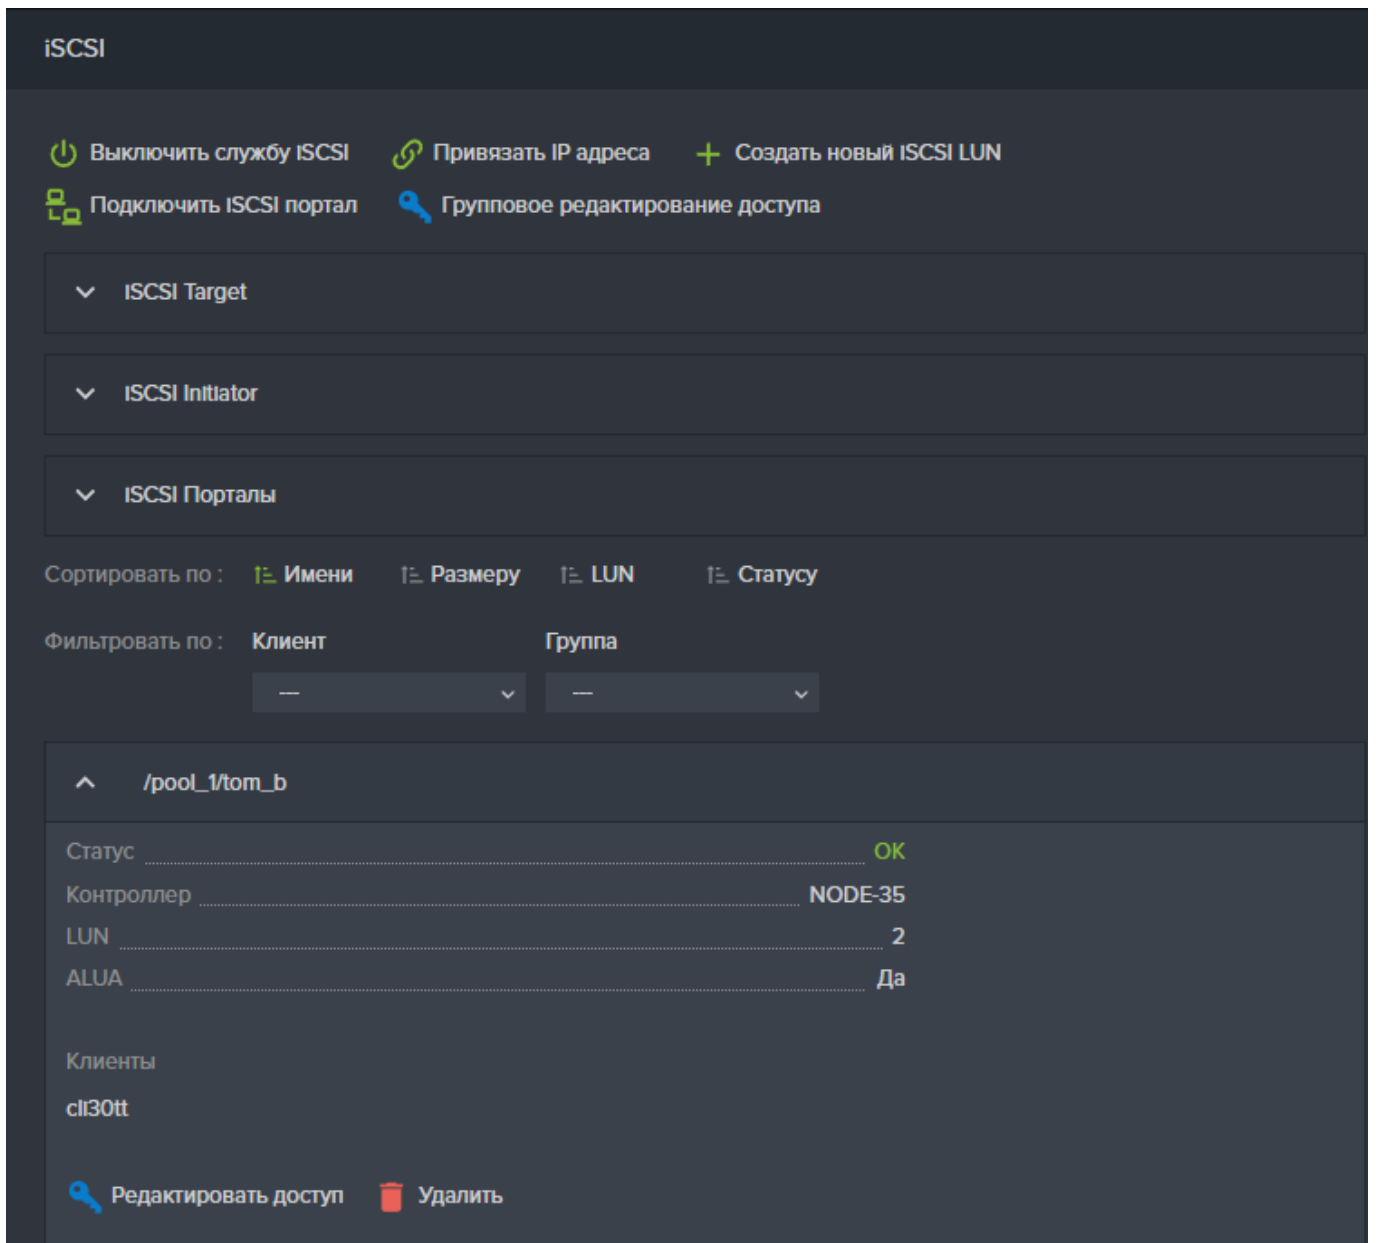 iSCSI
Выключить службу iSCSI Привязать IP адреса Создать новый iSCSI LUN
Подключить iSCSI портал Групповое редактирование доступа
iSCSI Target
iSCSI Initiator
iSCSI Порталы
Сортировать по : Имени Размеру LUN Статусу
Фильтровать по : Клиент Группа
--- ---
/pool_1/tom_b
Статус OK
Контроллер NODE-35
LUN 2
ALUA Да
Клиенты
cli30tt
Редактировать доступ Удалить